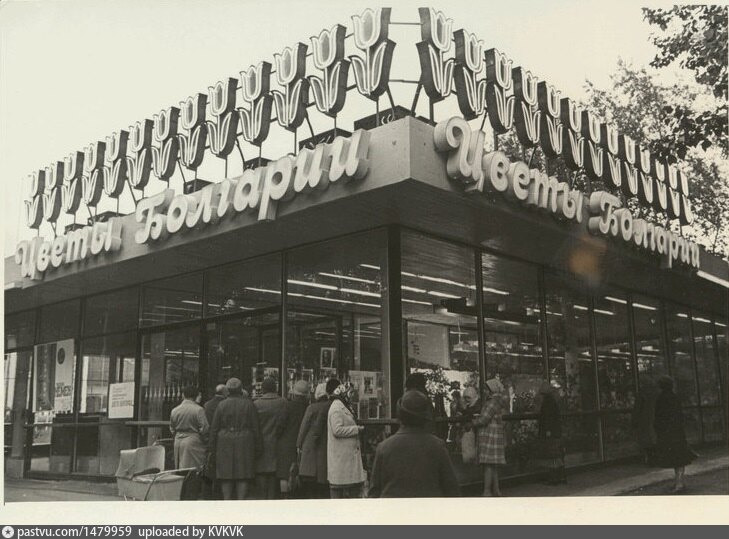 Цветы Болгарии
Цветы Болгарии
pastvu.com/1479959 uploaded by KVKVK